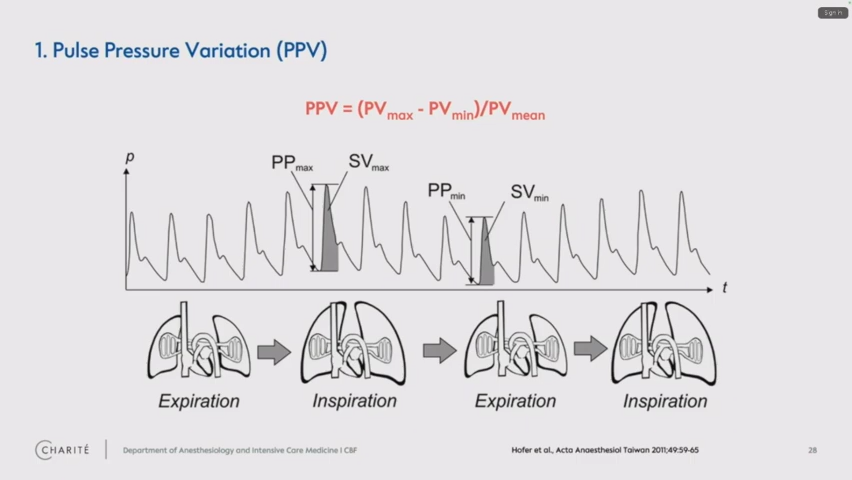 Sign in
1. Pulse Pressure Variation (PPV)
PPV = (PVmax - PVmin)/PVmean
p
PPmax
SVmax
PPmin
SVmin
t
Expiration
Inspiration
Expiration
Inspiration
CHARITÉ
Department of Anesthesiology and Intensive Care Medicine I CBF
Hofer et al., Acta Anaesthesiol Taiwan 2011;49:59-65
28